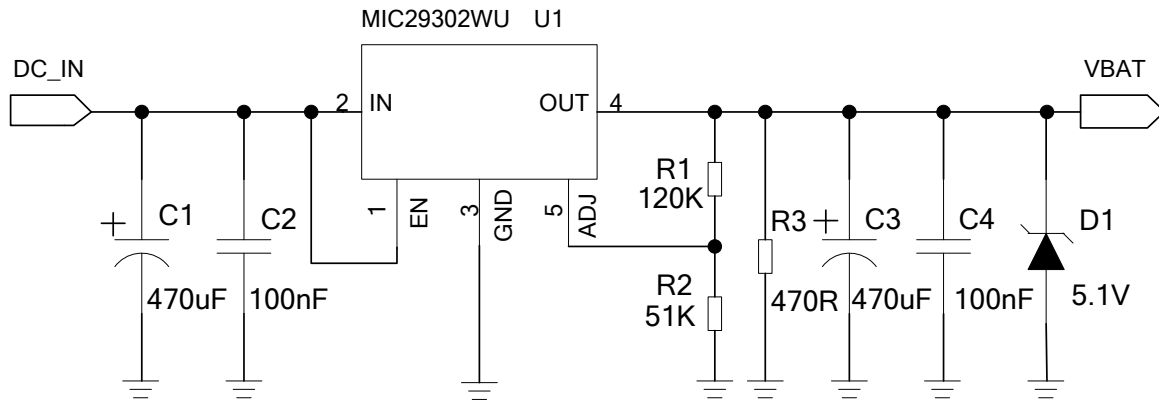 MIC29302WU U1
DC_IN
VBAT
2
IN
OUT
4
1
EN
3
GND
5
ADJ
R1
120K
C1
C2
R3
C3
C4
D1
470uF
100nF
R2
51K
470R
470uF
100nF
5.1V